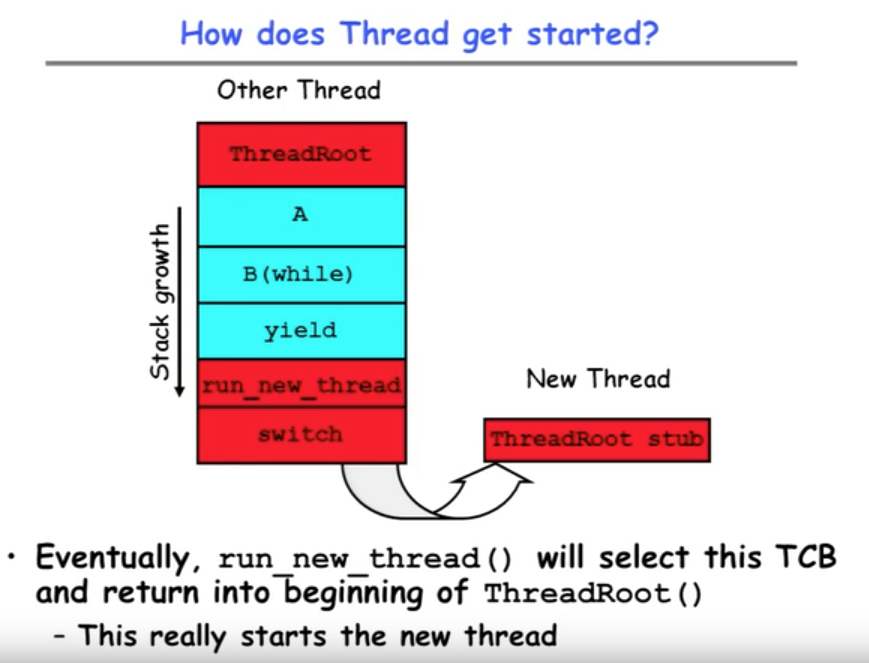 How does Thread get started?
Other Thread
ThreadRoot
A
B(while)
yield
run_new_thread
switch
Stack growth
New Thread
ThreadRoot stub
• Eventually, run_new_thread() will select this TCB
and return into beginning of ThreadRoot()
- This really starts the new thread